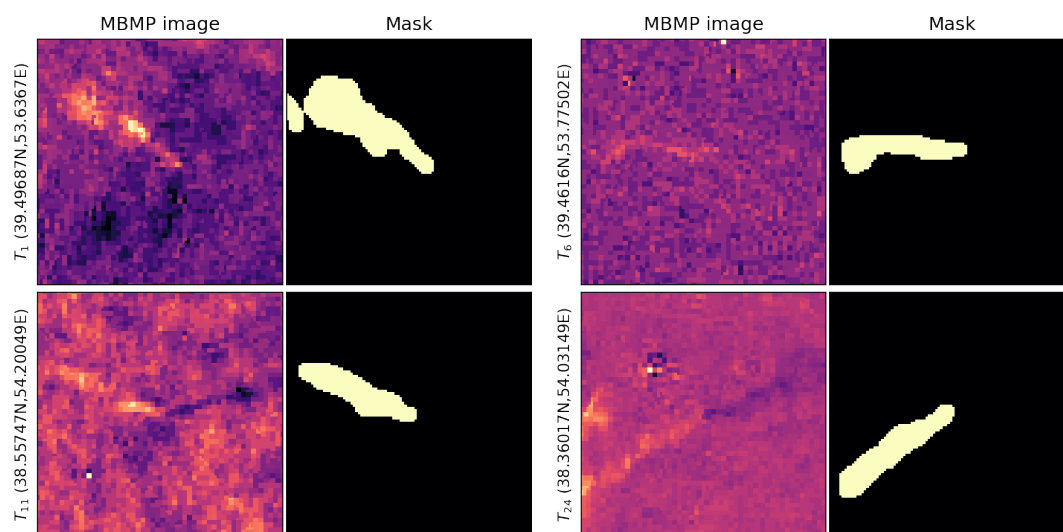 MBMP image Mask MBMP image Mask
T₁ (39.49687N,53.6367E)
T₆ (39.4616N,53.77502E)
T₁₁ (38.55747N,54.20049E)
T₂₄ (38.36017N,54.03149E)